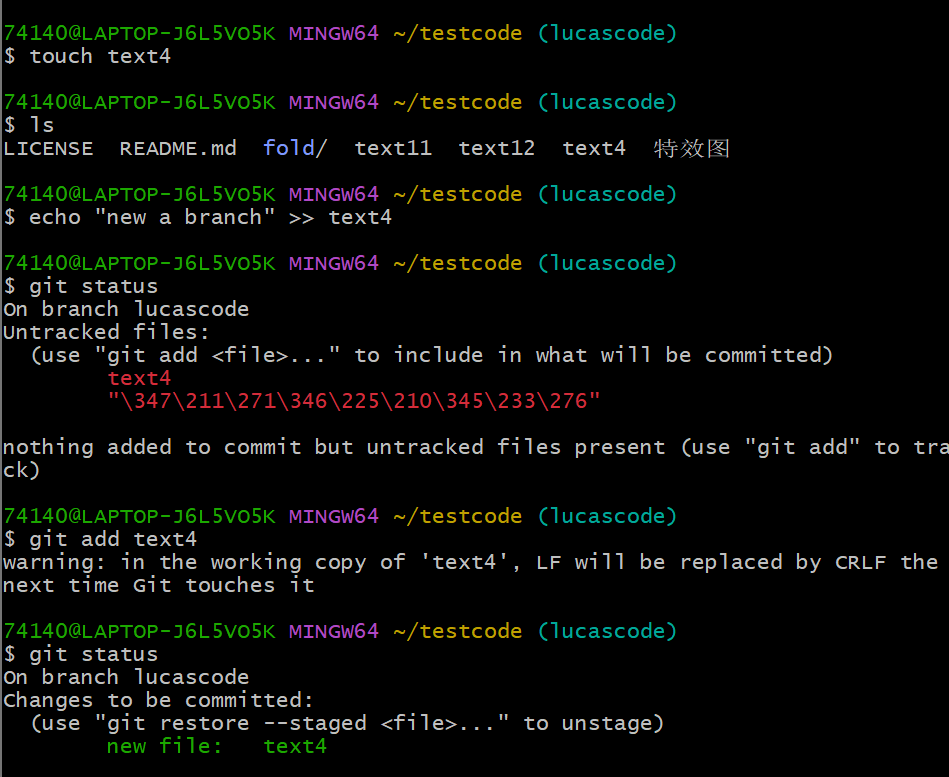 74140@LAPTOP-J6L5VO5K MINGW64 ~/testcode (lucascode)
$ touch text4
74140@LAPTOP-J6L5VO5K MINGW64 ~/testcode (lucascode)
$ ls
LICENSE  README.md  fold/  text11  text12  text4  特效图
74140@LAPTOP-J6L5VO5K MINGW64 ~/testcode (lucascode)
$ echo "new a branch" >> text4
74140@LAPTOP-J6L5VO5K MINGW64 ~/testcode (lucascode)
$ git status
On branch lucascode
Untracked files:
  (use "git add <file>..." to include in what will be committed)
        text4
        "\347\211\271\346\225\210\345\233\276"
nothing added to commit but untracked files present (use "git add" to tra
ck)
74140@LAPTOP-J6L5VO5K MINGW64 ~/testcode (lucascode)
$ git add text4
warning: in the working copy of 'text4', LF will be replaced by CRLF the
next time Git touches it
74140@LAPTOP-J6L5VO5K MINGW64 ~/testcode (lucascode)
$ git status
On branch lucascode
Changes to be committed:
  (use "git restore --staged <file>..." to unstage)
        new file:   text4